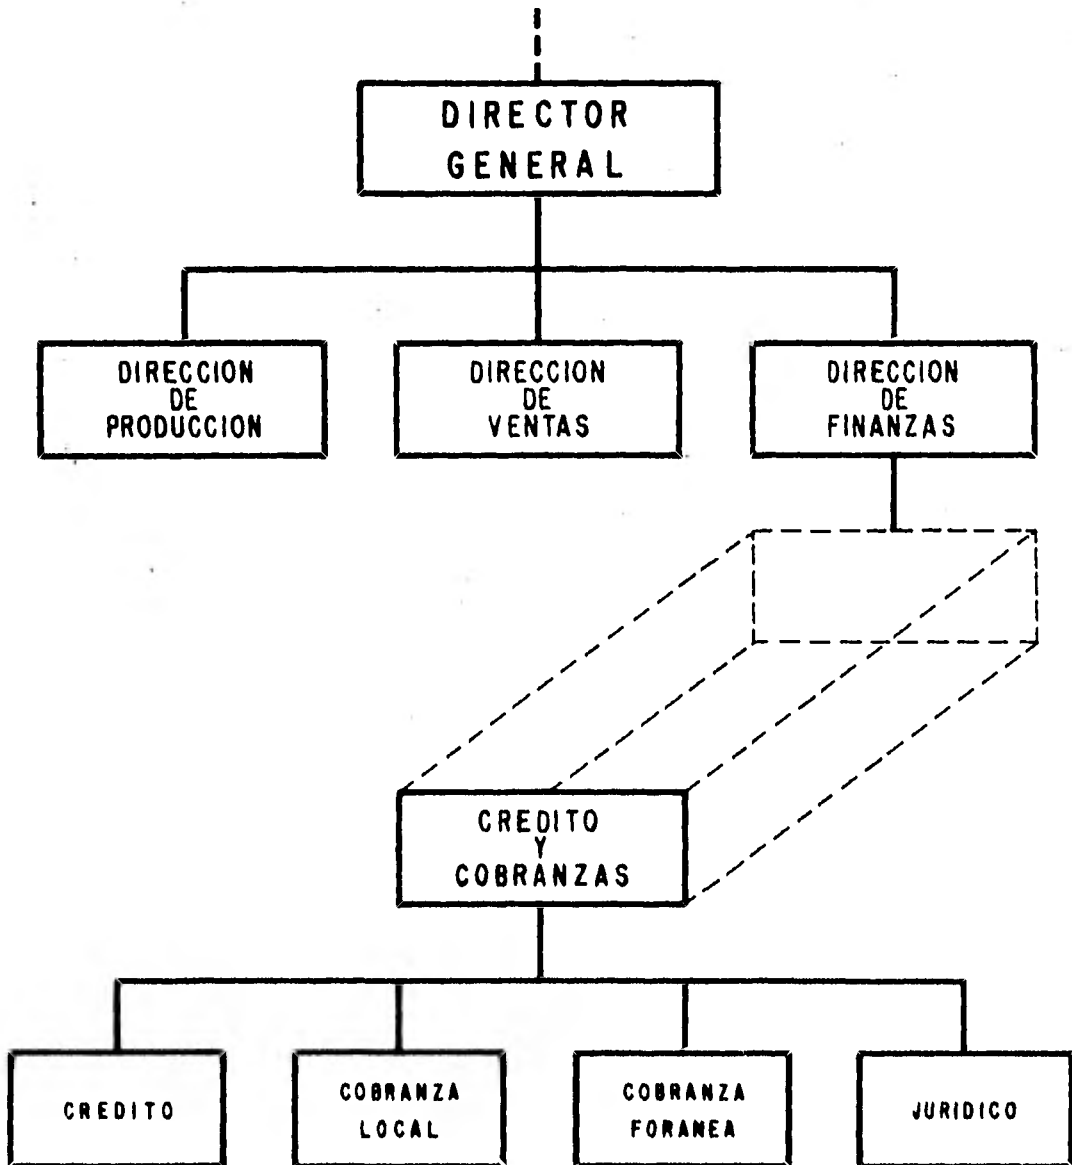 DIRECTOR
GENERAL
DIRECCION
DE
PRODUCCION
DIRECCION
DE
VENTAS
DIRECCION
DE
FINANZAS
CREDITO
Y
COBRANZAS
CREDITO
COBRANZA
LOCAL
COBRANZA
FORANEA
JURIDICO